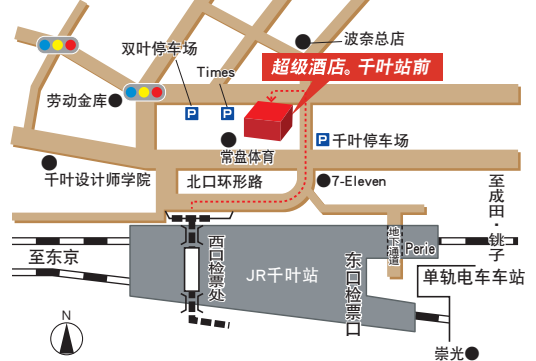 双叶停车场
波奈总店
Times
超级酒店。千叶站前
劳动金库
P
P
P 千叶停车场
常盘体育
千叶设计师学院
北口环形路
7-Eleven
至成田·銚子
地下通道
Perie
至东京
西口检票处
JR千叶站
东口检票口
单轨电车车站
N
崇光